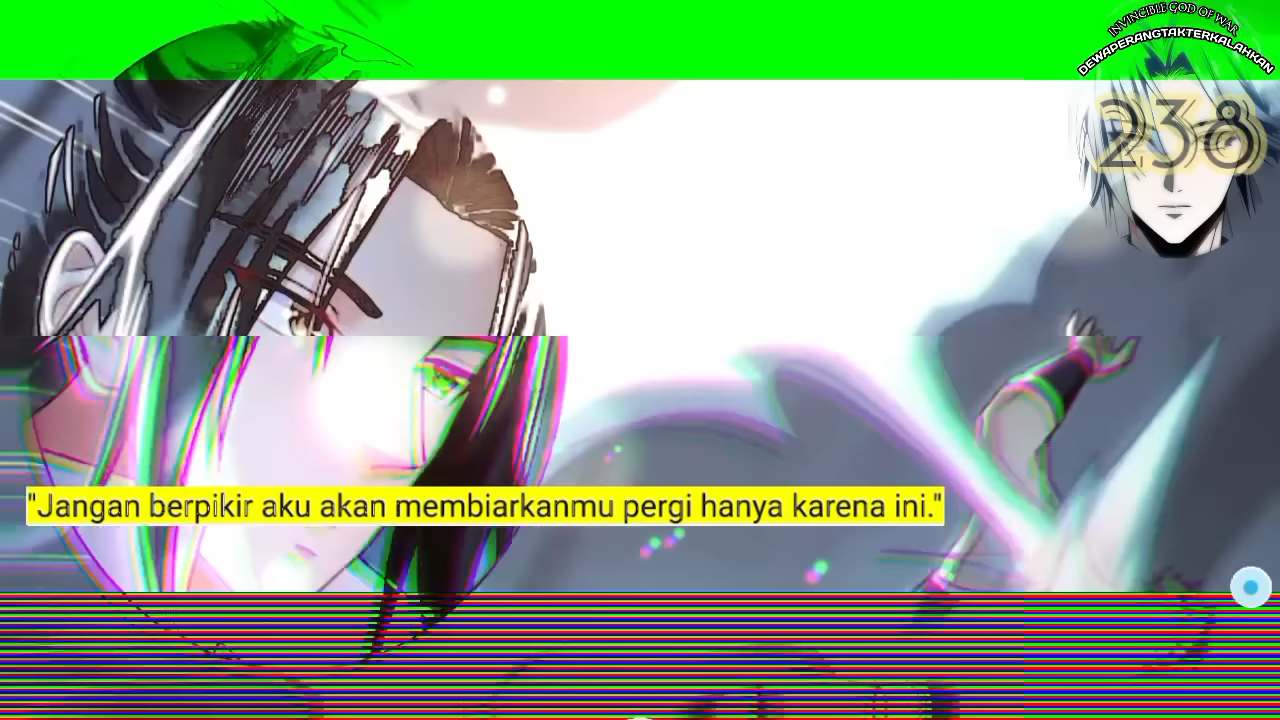 INVINCIBLE GOD OF WAR
DEWAPERANGTAKTERKALAHKAN
238
"Jangan berpikir aku akan membiarkanmu pergi hanya karena ini."